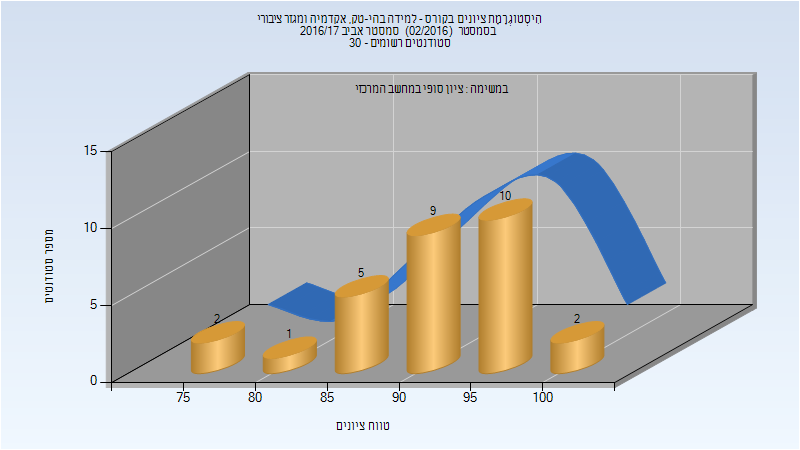 היסטוגרמת ציונים בקורס - למידה בהי-טק, אקדמיה ומגזר ציבורי
בסמסטר (02/2016) סמסטר אביב 2016/17
סטודנטים רשומים - 30
במשימה : ציון סופי במחשב המרכזי
מספר סטודנטים
15
10
5
0
2
1
5
9
10
2
75
80
85
90
95
100
טווח ציונים